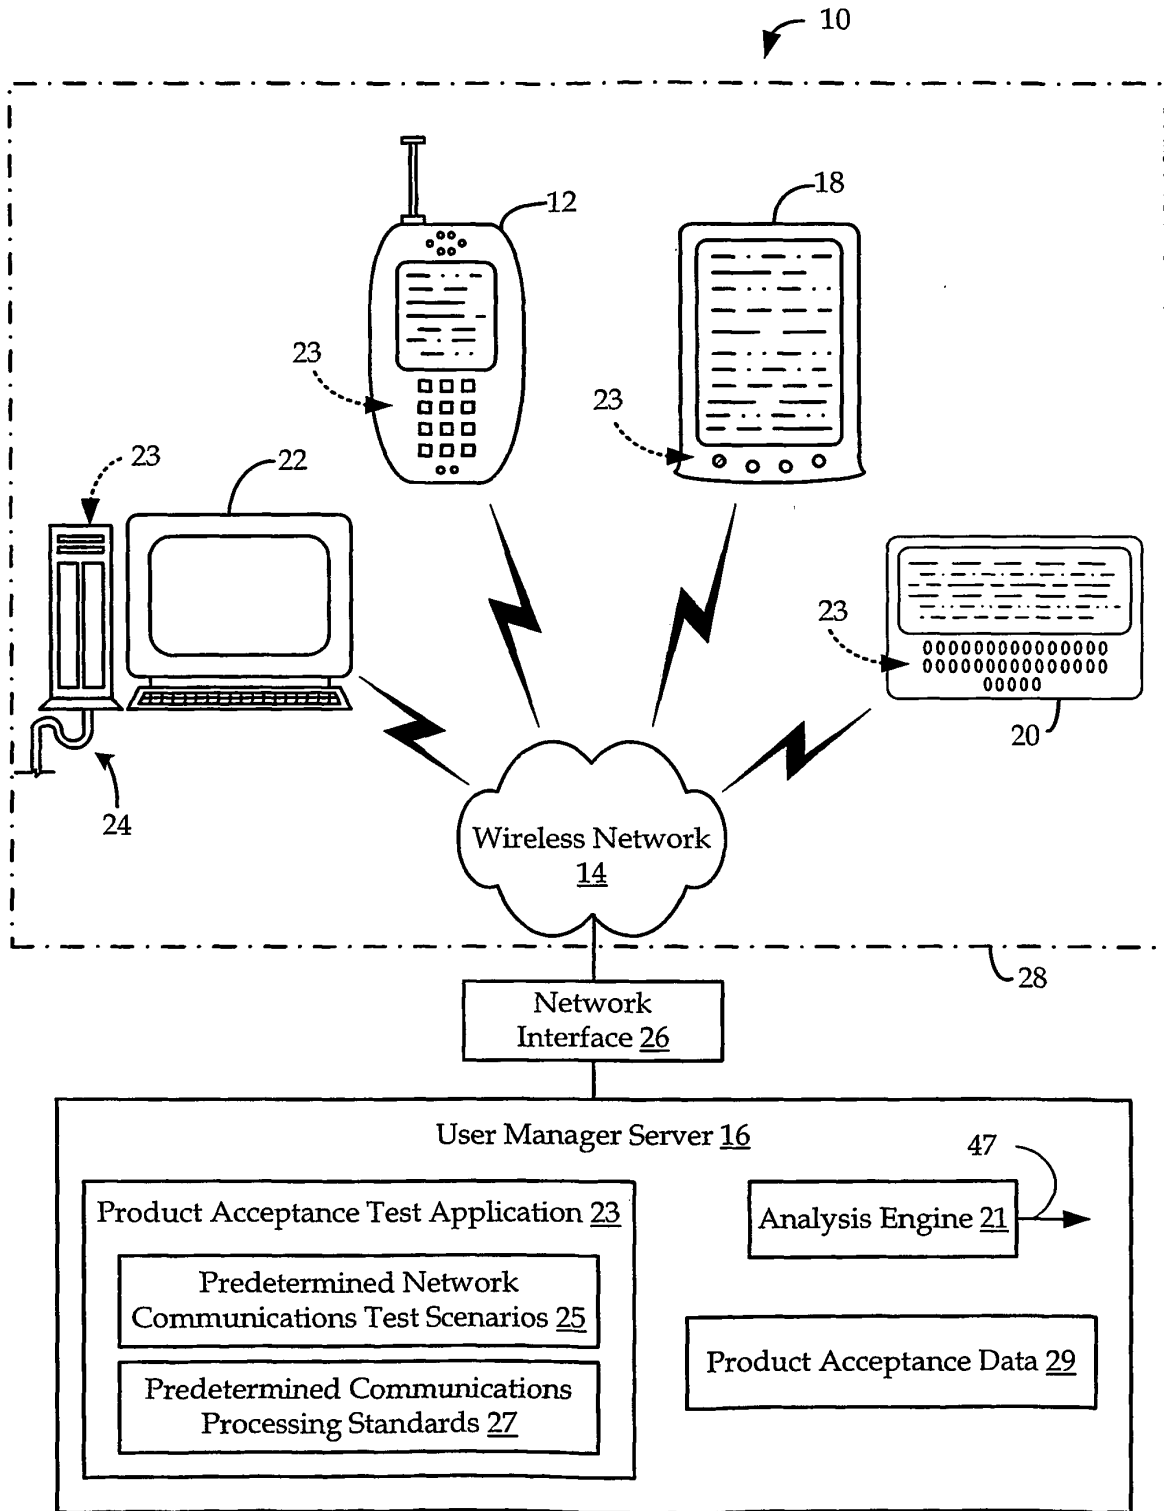 10
12
18
23
23
23
22
23
20
24
Wireless Network
14
28
Network
Interface 26
User Manager Server 16
47
Product Acceptance Test Application 23
Analysis Engine 21
Predetermined Network
Communications Test Scenarios 25
Product Acceptance Data 29
Predetermined Communications
Processing Standards 27